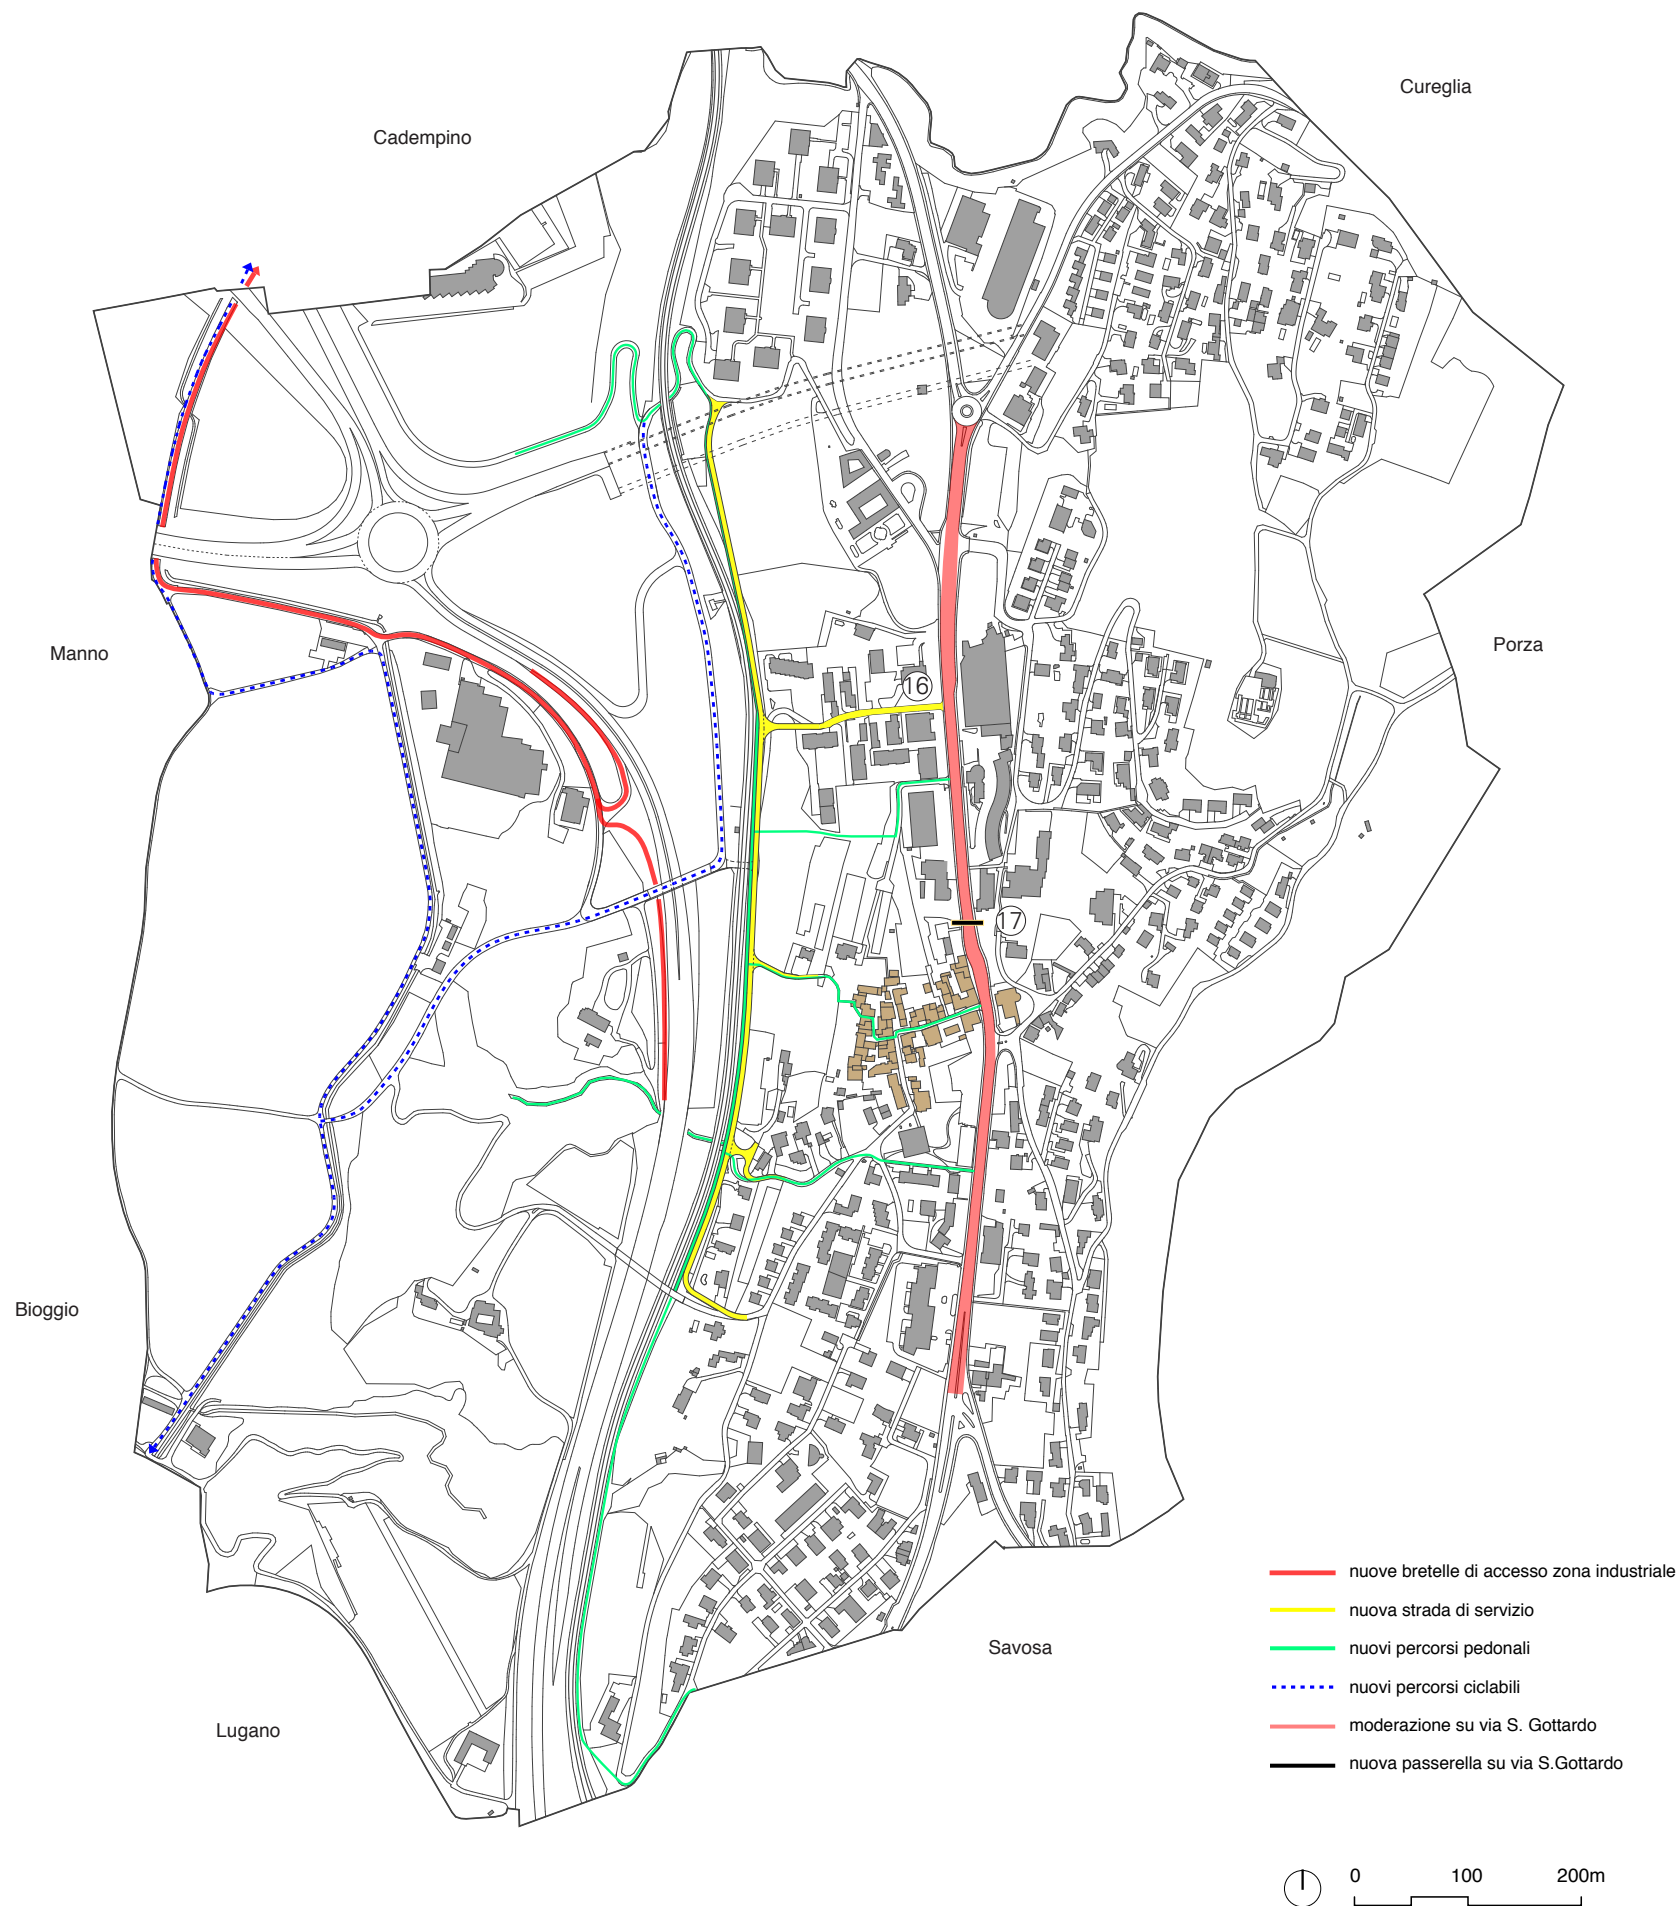 Cureglia
Cadempino
Manno
Porza
16
17
Bioggio
nuove bretelle di accesso zona industriale
nuova strada di servizio
Savosa
nuovi percorsi pedonali
nuovi percorsi ciclabili
Lugano
moderazione su via S. Gottardo
nuova passerella su via S.Gottardo
0 100 200m